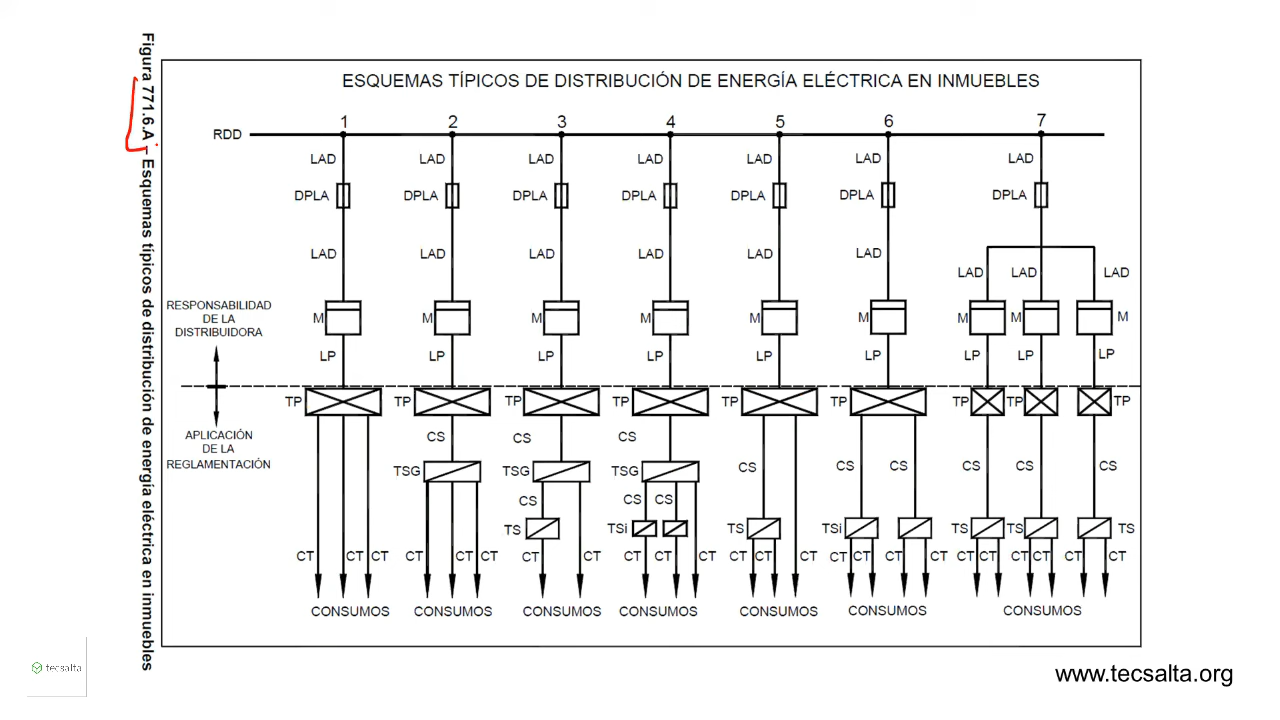 Figura 771.6.A – Esquemas típicos de distribución de energía eléctrica en inmuebles
ESQUEMAS TÍPICOS DE DISTRIBUCIÓN DE ENERGÍA ELÉCTRICA EN INMUEBLES
1 2 3 4 5 6 7
RDD
LAD LAD LAD LAD LAD LAD LAD
DPLA DPLA DPLA DPLA DPLA DPLA DPLA
LAD LAD LAD LAD LAD LAD
LAD LAD LAD
RESPONSABILIDAD
DE LA
DISTRIBUIDORA
M M M M M M M M M
LP LP LP LP LP LP LP LP LP
TP TP TP TP TP TP TP TP TP
APLICACIÓN
DE LA
REGLAMENTACIÓN
CS CS CS
TSG TSG TSG CS CS CS CS CS CS
CS CS CS
TS TSi TS TSi TS TS TS
CT CT CT CT CT CT CT CT CT CT CT CT CT CT CT CT CT CT CT
CONSUMOS CONSUMOS CONSUMOS CONSUMOS CONSUMOS CONSUMOS CONSUMOS
tecsalta
www.tecsalta.org